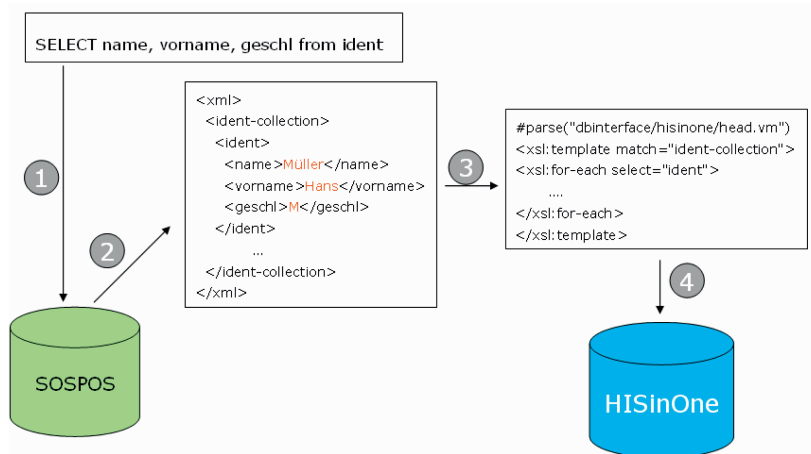 SELECT name, vorname, geschl from ident
1
2
<xml>
<ident-collection>
<ident>
<name>Müller</name>
<vorname>Hans</vorname>
<geschl>M</geschl>
</ident>
...
</ident-collection>
</xml>
3
#parse("dbinterface/hisinone/head.vm")
<xsl:template match="ident-collection">
<xsl:for-each select="ident">
....
</xsl:for-each>
</xsl:template>
4
SOSPOS
HISinOne